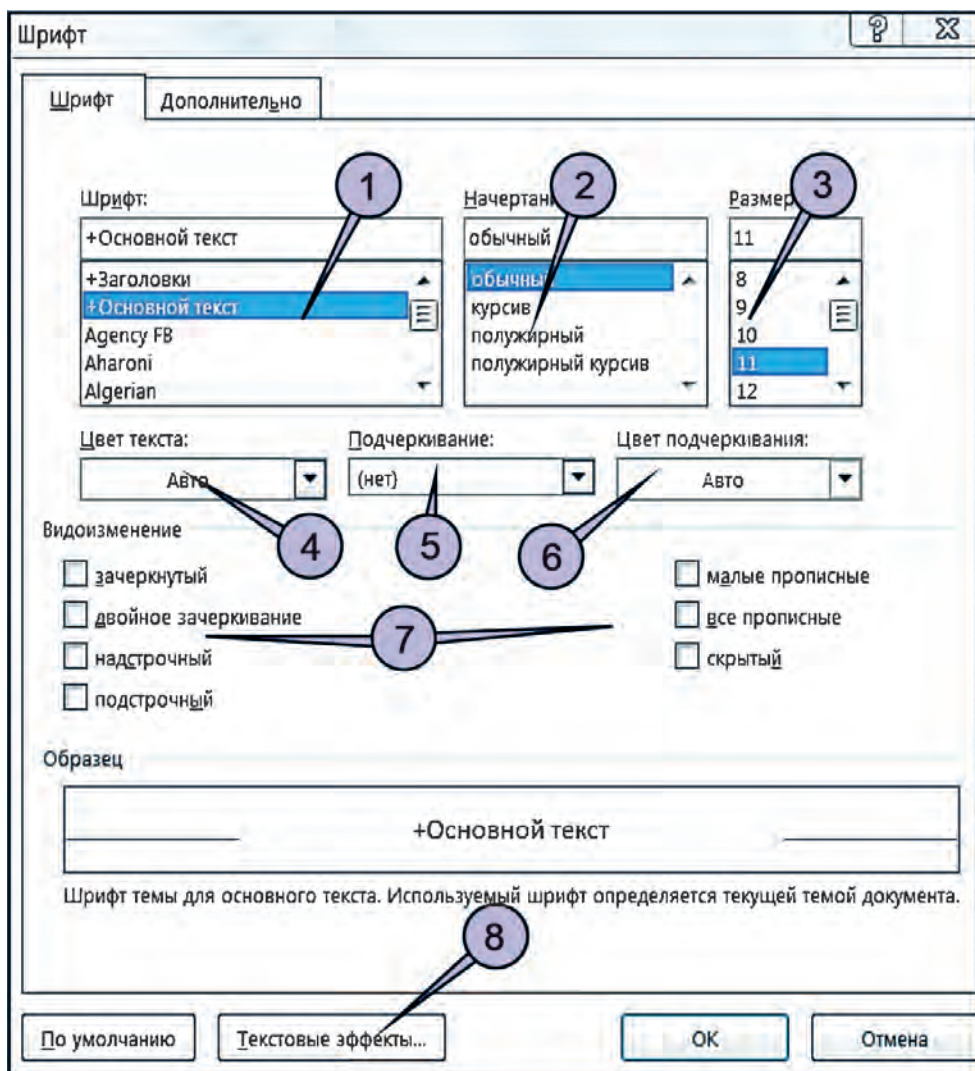 Шрифт
Шрифт Дополнительно
1 2 3
Шрифт: Начертани Размер
+Основной текст обычный 11
+Заголовки обычный 8
+Основной текст курсив 9
Agency FB полужирный 10
Aharoni полужирный курсив 11
Algerian 12
Цвет текста: Подчеркивание: Цвет подчеркивания:
Авто (нет) Авто
4 5 6
Видоизменение
зачеркнутый малые прописные
двойное зачеркивание все прописные
7
надстрочный скрытый
подстрочный
Образец
+Основной текст
Шрифт темы для основного текста. Используемый шрифт определяется текущей темой документа.
8
По умолчанию Текстовые эффекты... ОК Отмена